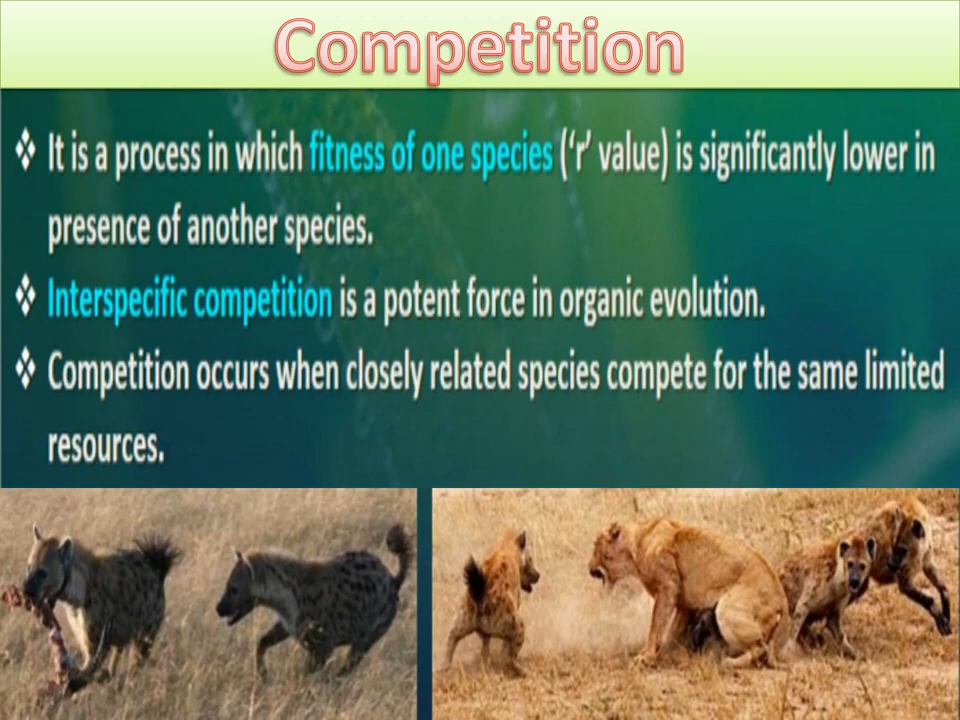 Competition
❖ It is a process in which fitness of one species (‘r’ value) is significantly lower in
presence of another species.
❖ Interspecific competition is a potent force in organic evolution.
❖ Competition occurs when closely related species compete for the same limited
resources.